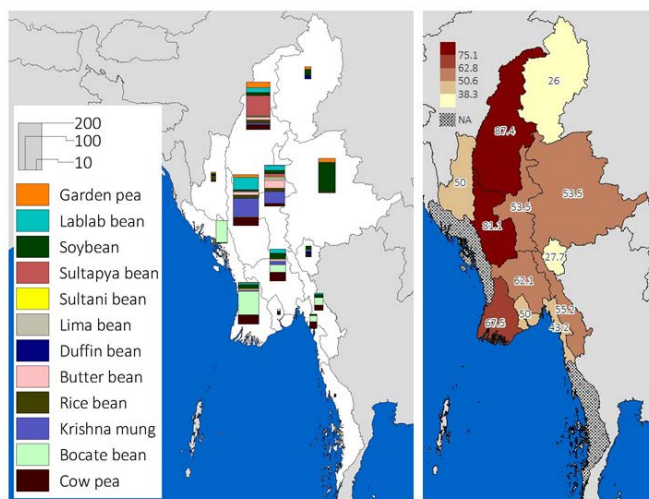 200
100
10
Garden pea
Lablab bean
Soybean
Sultapya bean
Sultani bean
Lima bean
Duffin bean
Butter bean
Rice bean
Krishna mung
Bocate bean
Cow pea
75.1
62.8
50.6
38.3
NA
26
87.4
50
53.5
53.5
81.1
27.7
62.1
67.5
50
55.2
43.2